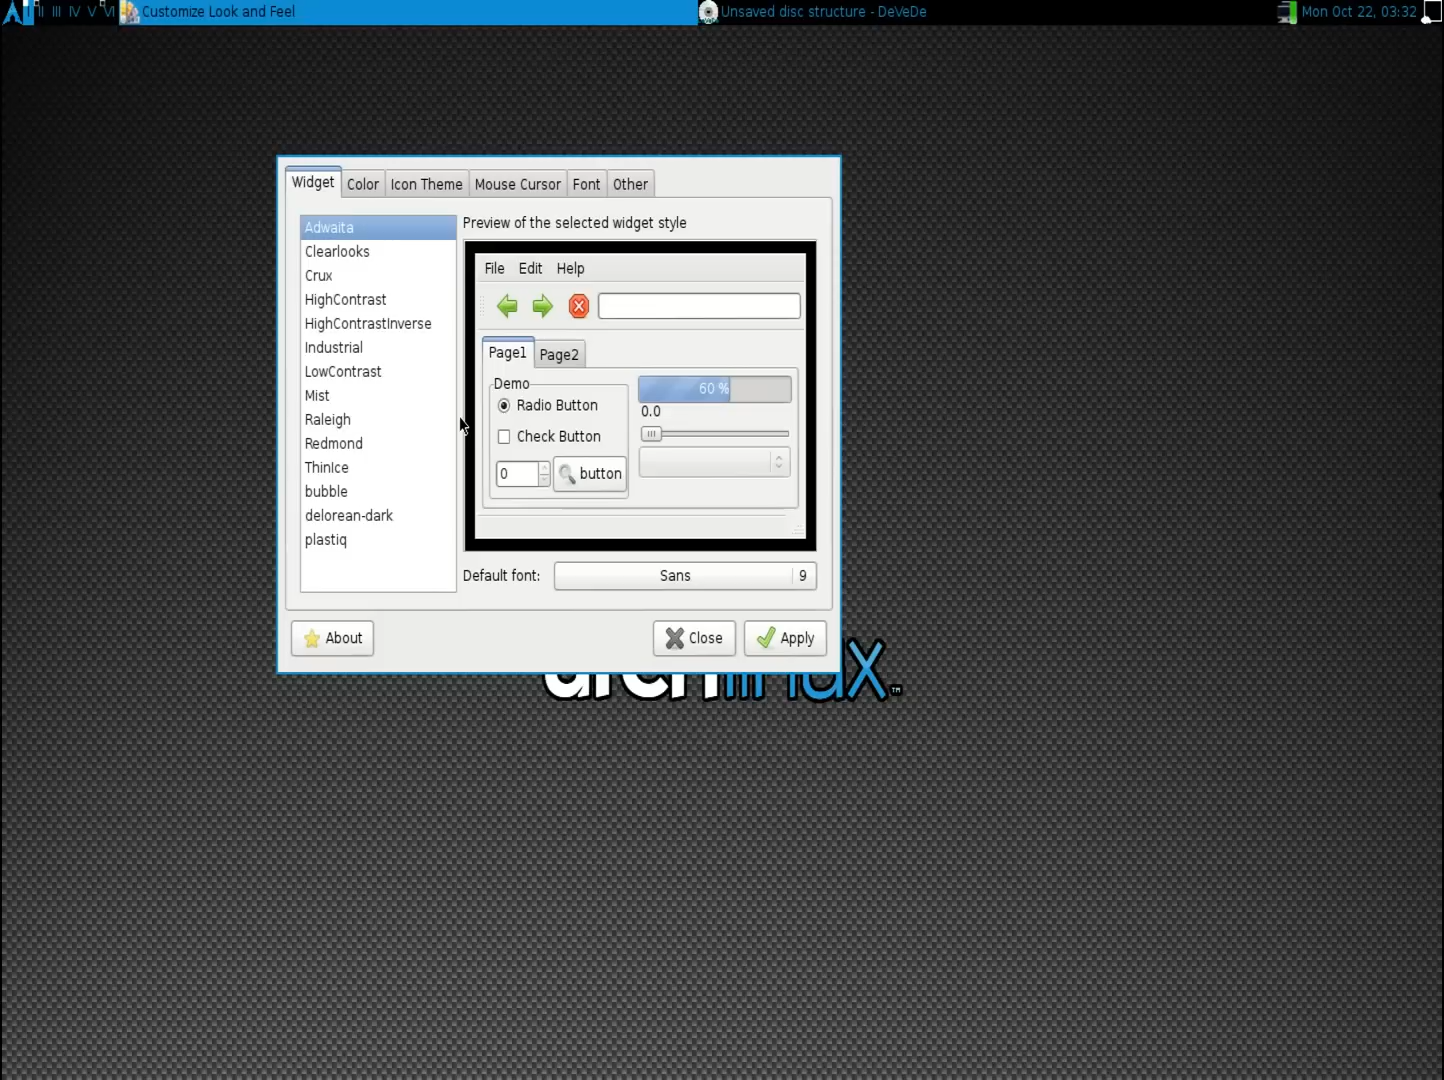 II III IV V VI Customize Look and Feel Unsaved disc structure - DeVeDe Mon Oct 22, 03:32
Widget Color Icon Theme Mouse Cursor Font Other
Adwaita
Clearlooks
Crux
HighContrast
HighContrastInverse
Industrial
LowContrast
Mist
Raleigh
Redmond
ThinIce
bubble
delorean-dark
plastiq
Preview of the selected widget style
File Edit Help
Page1 Page2
Demo
Radio Button
Check Button
0 button
60 %
0.0
Default font: Sans 9
About Close Apply
archlinux™